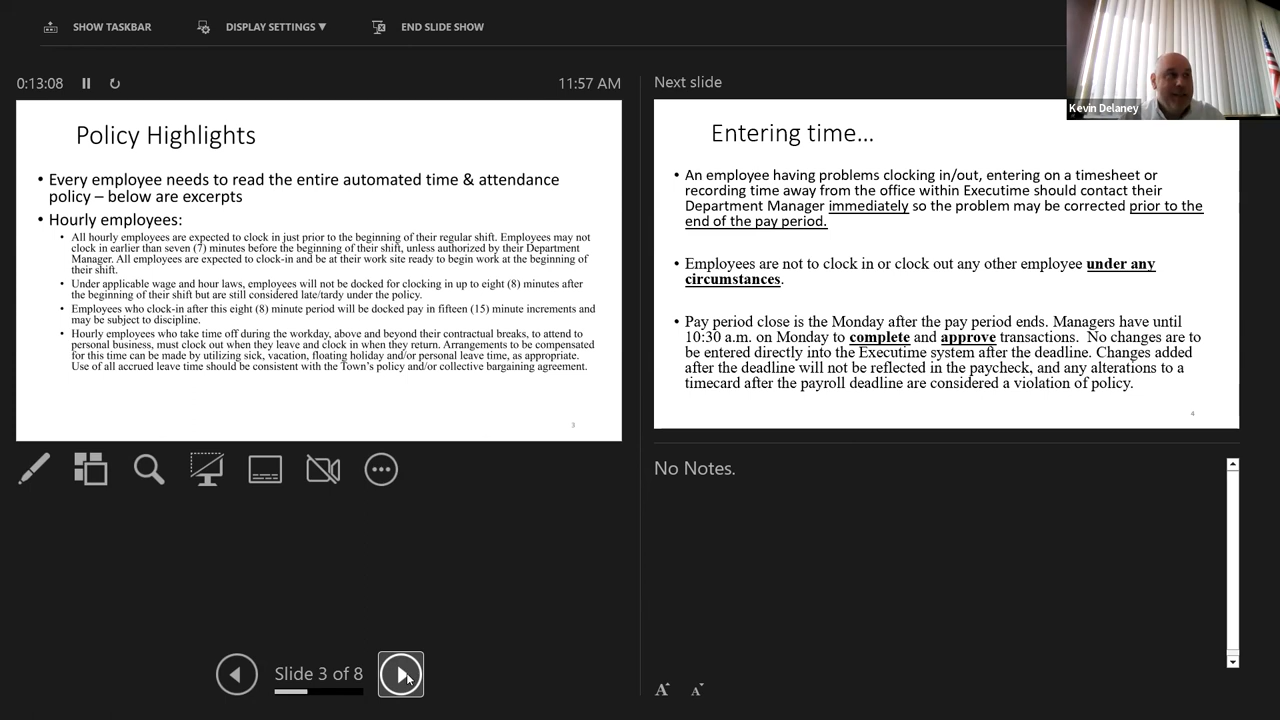 SHOW TASKBAR
DISPLAY SETTINGS ▼
END SLIDE SHOW
Kevin Delaney
0:13:08
11:57 AM
Policy Highlights
• Every employee needs to read the entire automated time & attendance
policy – below are excerpts
• Hourly employees:
• All hourly employees are expected to clock in just prior to the beginning of their regular shift. Employees may not
clock in earlier than seven (7) minutes before the beginning of their shift, unless authorized by their Department
Manager. All employees are expected to clock-in and be at their work site ready to begin work at the beginning of
their shift.
• Under applicable wage and hour laws, employees will not be docked for clocking in up to eight (8) minutes after
the beginning of their shift but are still considered late/tardy under the policy.
• Employees who clock-in after this eight (8) minute period will be docked pay in fifteen (15) minute increments and
may be subject to discipline.
• Hourly employees who take time off during the workday, above and beyond their contractual breaks, to attend to
personal business, must clock out when they leave and clock in when they return. Arrangements to be compensated
for this time can be made by utilizing sick, vacation, floating holiday and/or personal leave time, as appropriate.
Use of all accrued leave time should be consistent with the Town's policy and/or collective bargaining agreement.
3
Slide 3 of 8
Next slide
Entering time…
• An employee having problems clocking in/out, entering on a timesheet or
recording time away from the office within Executime should contact their
Department Manager immediately so the problem may be corrected prior to the
end of the pay period.
• Employees are not to clock in or clock out any other employee under any
circumstances.
• Pay period close is the Monday after the pay period ends. Managers have until
10:30 a.m. on Monday to complete and approve transactions.  No changes are to
be entered directly into the Executime system after the deadline. Changes added
after the deadline will not be reflected in the paycheck, and any alterations to a
timecard after the payroll deadline are considered a violation of policy.
4
No Notes.
A A